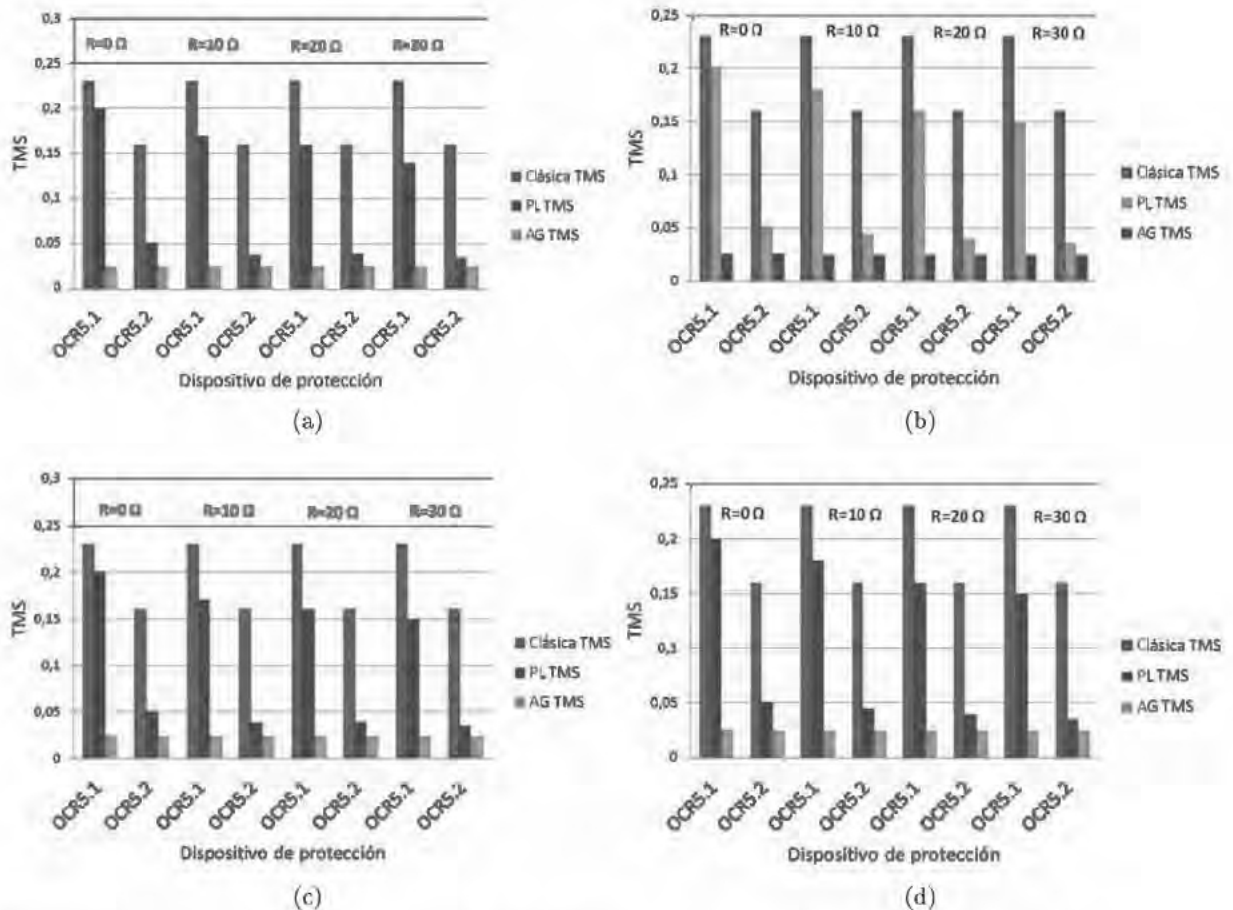 0,3
0,25
0,2
0,15
0,1
0,05
0
TMS
R=0 Ω R=10 Ω R=20 Ω R=30 Ω
Clásica TMS
PL TMS
AG TMS
OCR5.1 OCR5.2 OCR5.1 OCR5.2 OCR5.1 OCR5.2 OCR5.1 OCR5.2
Dispositivo de protección
(a)
0,25
0,2
0,15
0,1
0,05
0
TMS
R=0 Ω R=10 Ω R=20 Ω R=30 Ω
Clásica TMS
PL TMS
AG TMS
OCR5.1 OCR5.2 OCR5.1 OCR5.2 OCR5.1 OCR5.2 OCR5.1 OCR5.2
Dispositivo de protección
(b)
0,3
0,25
0,2
0,15
0,1
0,05
0
TMS
R=0 Ω R=10 Ω R=20 Ω R=30 Ω
Clásica TMS
PL TMS
AG TMS
OCR5.1 OCR5.2 OCR5.1 OCR5.2 OCR5.1 OCR5.2 OCR5.1 OCR5.2
Dispositivo de protección
(c)
0,25
0,2
0,15
0,1
0,05
0
TMS
R=0 Ω R=10 Ω R=20 Ω R=30 Ω
Clásica TMS
PL TMS
AG TMS
OCR5.1 OCR5.2 OCR5.1 OCR5.2 OCR5.1 OCR5.2 OCR5.1 OCR5.2
Dispositivo de protección
(d)